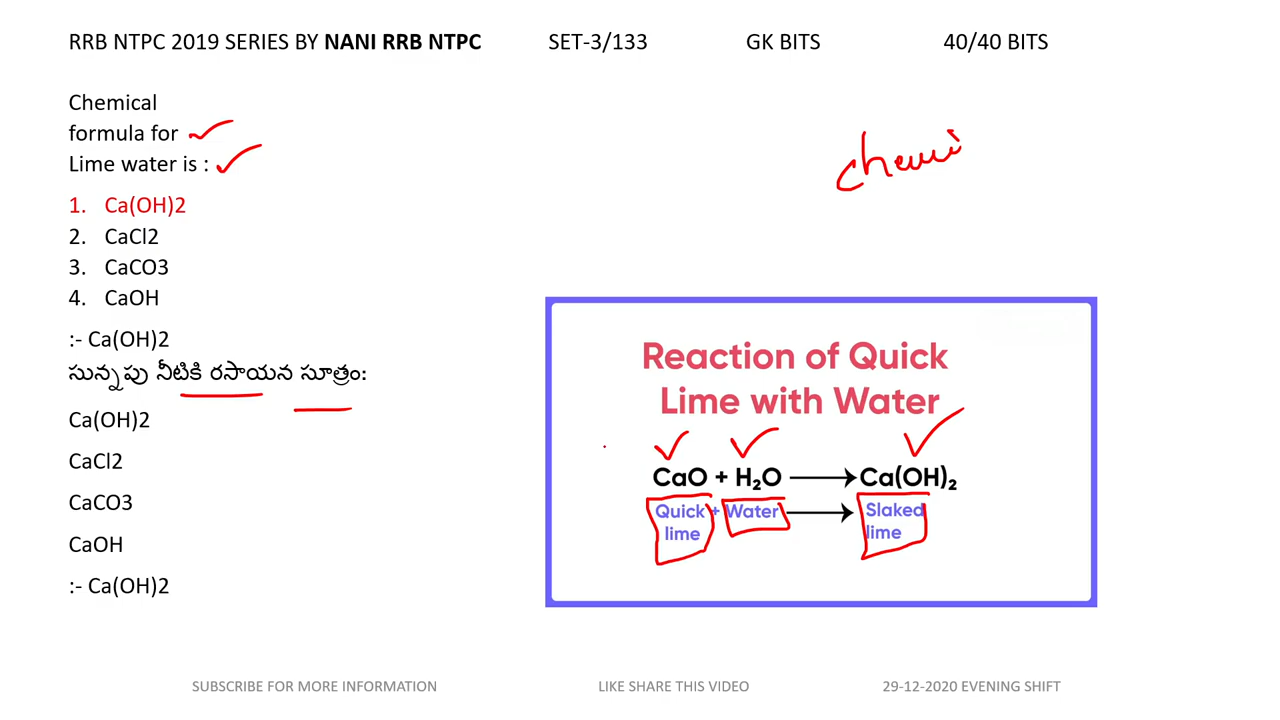 RRB NTPC 2019 SERIES BY NANI RRB NTPC SET-3/133 GK BITS 40/40 BITS
Chemical
formula for
Lime water is :
1. Ca(OH)2
2. CaCl2
3. CaCO3
4. CaOH
:- Ca(OH)2
సున్నపు నీటికి రసాయన సూత్రం:
Ca(OH)2
CaCl2
CaCO3
CaOH
:- Ca(OH)2
chemi
Reaction of Quick
Lime with Water
CaO + H₂O ⟶ Ca(OH)₂
Quick + Water ⟶ Slaked
lime lime
SUBSCRIBE FOR MORE INFORMATION LIKE SHARE THIS VIDEO 29-12-2020 EVENING SHIFT